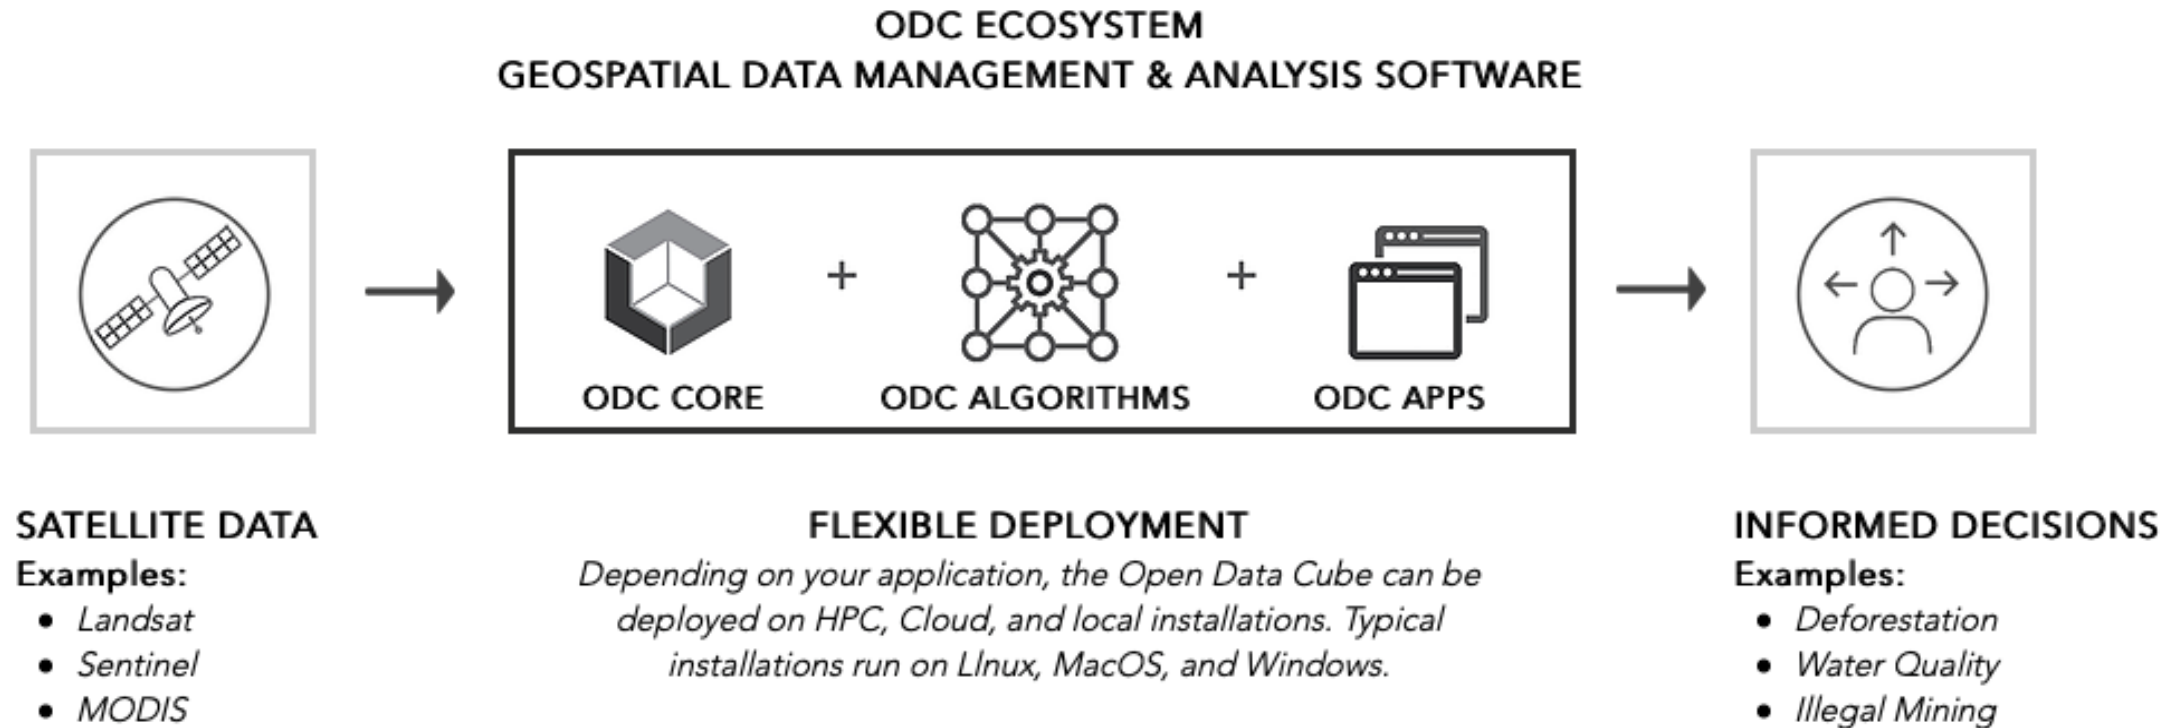 ODC ECOSYSTEM
GEOSPATIAL DATA MANAGEMENT & ANALYSIS SOFTWARE
+
+
ODC CORE
ODC ALGORITHMS
ODC APPS
SATELLITE DATA
Examples:
• Landsat
• Sentinel
• MODIS
FLEXIBLE DEPLOYMENT
Depending on your application, the Open Data Cube can be
deployed on HPC, Cloud, and local installations. Typical
installations run on LInux, MacOS, and Windows.
INFORMED DECISIONS
Examples:
• Deforestation
• Water Quality
• Illegal Mining